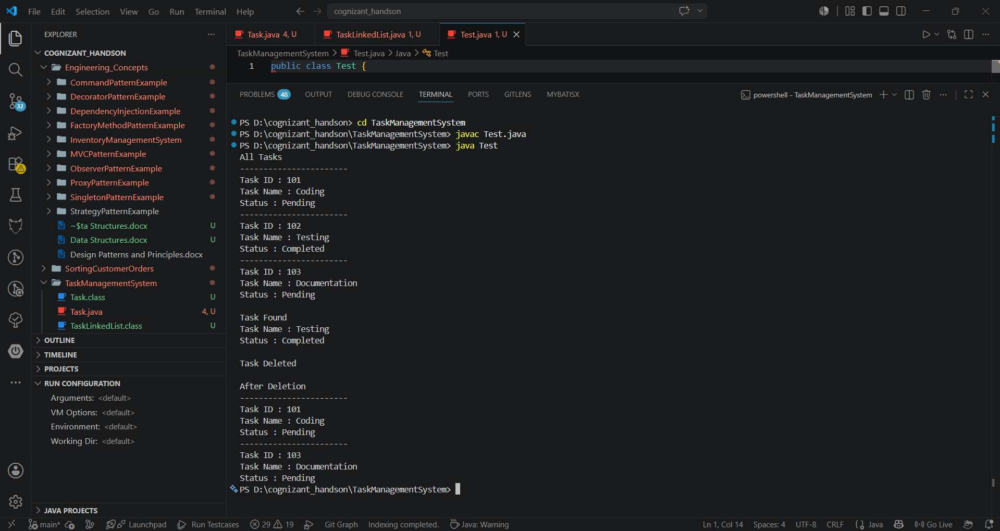 File Edit Selection View Go Run Terminal Help
cognizant_handson
EXPLORER
COGNIZANT_HANDSON
Engineering_Concepts
CommandPatternExample
DecoratorPatternExample
DependencyInjectionExample
FactoryMethodPatternExample
InventoryManagementSystem
MVCPatternExample
ObserverPatternExample
ProxyPatternExample
SingletonPatternExample
StrategyPatternExample
~$ta Structures.docx U
Data Structures.docx U
Design Patterns and Principles.docx
SortingCustomerOrders
TaskManagementSystem
Task.class U
Task.java 4, U
TaskLinkedList.class U
OUTLINE
TIMELINE
PROJECTS
RUN CONFIGURATION
Arguments: <default>
VM Options: <default>
Environment: <default>
Working Dir: <default>
JAVA PROJECTS
32
Task.java 4, U TaskLinkedList.java 1, U Test.java 1, U
TaskManagementSystem > Test.java > Java > Test
1 public class Test {
PROBLEMS 48 OUTPUT DEBUG CONSOLE TERMINAL PORTS GITLENS MYBATISX
powershell - TaskManagementSystem
PS D:\cognizant_handson> cd TaskManagementSystem
PS D:\cognizant_handson\TaskManagementSystem> javac Test.java
PS D:\cognizant_handson\TaskManagementSystem> java Test
All Tasks
-----------------------
Task ID : 101
Task Name : Coding
Status : Pending
-----------------------
Task ID : 102
Task Name : Testing
Status : Completed
-----------------------
Task ID : 103
Task Name : Documentation
Status : Pending
Task Found
Task Name : Testing
Status : Completed
Task Deleted
After Deletion
-----------------------
Task ID : 101
Task Name : Coding
Status : Pending
-----------------------
Task ID : 103
Task Name : Documentation
Status : Pending
PS D:\cognizant_handson\TaskManagementSystem>
main* Launchpad Run Testcases 29 19 Git Graph Indexing completed. Java: Warning Ln 1, Col 14 Spaces: 4 UTF-8 CRLF {} Java Go Live